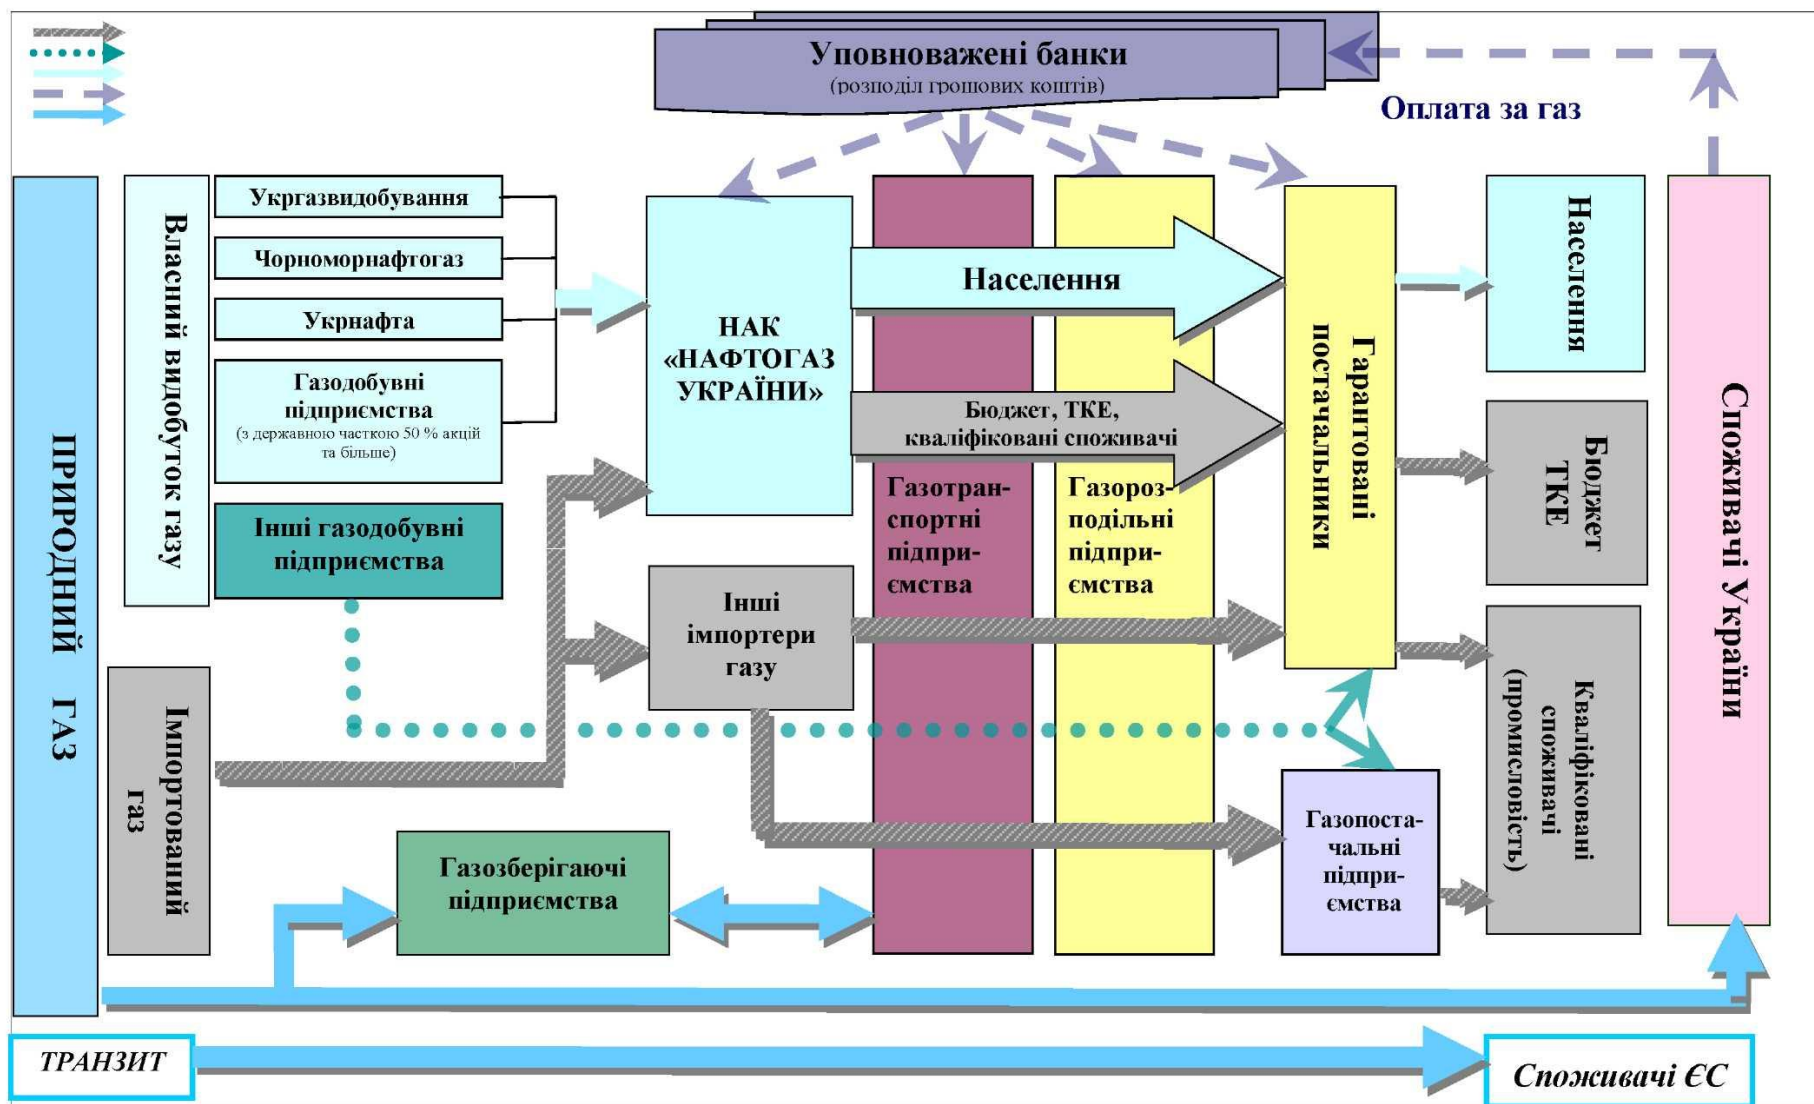 Уповноважені банки
(розподіл грошових коштів)
Оплата за газ
ПРИРОДНИЙ ГАЗ
Власний видобуток газу
Укргазвидобування
Чорноморнафтогаз
Укрнафта
Газодобувні
підприємства
(з державною часткою 50 % акцій
та більше)
Інші газодобувні
підприємства
Імпортований
газ
НАК
«НАФТОГАЗ
УКРАЇНИ»
Інші
імпортери
газу
Газозберігаючі
підприємства
Населення
Бюджет, ТКЕ,
кваліфіковані споживачі
Газотран-
спортні
підпри-
ємства
Газороз-
подільні
підпри-
ємства
Гарантовані
постачальники
Газопоста-
чальні
підпри-
ємства
Населення
Бюджет
ТКЕ
Кваліфіковані
споживачі
(промисловість)
Споживачі України
ТРАНЗИТ
Споживачі ЄС